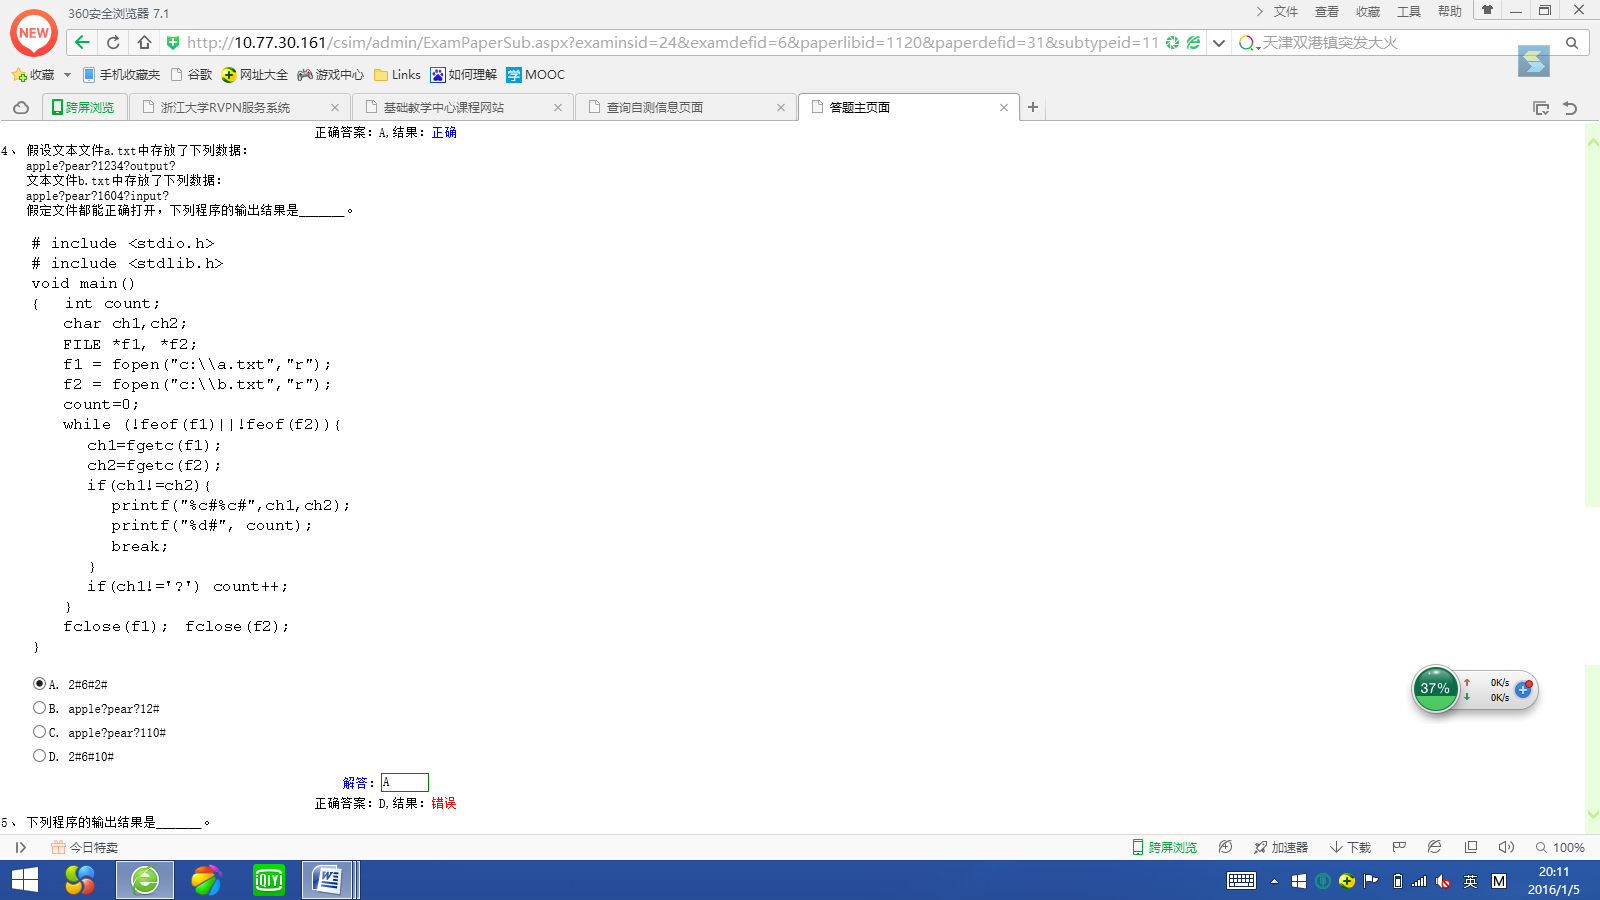 360安全浏览器 7.1
文件 查看 收藏 工具 帮助
NEW
http://10.77.30.161/csim/admin/ExamPaperSub.aspx?examinsid=24&examdefid=6&paperlibid=1120&paperdefid=31&subtypeid=11
天津双港镇突发大火
收藏 手机收藏夹 谷歌 网址大全 游戏中心 Links 如何理解 学 MOOC
跨屏浏览 浙江大学RVPN服务系统 基础教学中心课程网站 查询自测信息页面 答题主页面
正确答案：A,结果：正确
4、 假设文本文件a.txt中存放了下列数据：
apple?pear?1234?output?
文本文件b.txt中存放了下列数据：
apple?pear?1604?input?
假定文件都能正确打开，下列程序的输出结果是______。
# include <stdio.h>
# include <stdlib.h>
void main()
{ int count;
char ch1,ch2;
FILE *f1, *f2;
f1 = fopen("c:\\a.txt","r");
f2 = fopen("c:\\b.txt","r");
count=0;
while (!feof(f1)||!feof(f2)){
ch1=fgetc(f1);
ch2=fgetc(f2);
if(ch1!=ch2){
printf("%c#%c#",ch1,ch2);
printf("%d#", count);
break;
}
if(ch1!='?') count++;
}
fclose(f1); fclose(f2);
}
A. 2#6#2#
B. apple?pear?12#
C. apple?pear?110#
D. 2#6#10#
37% 0K/s
0K/s
解答：A
正确答案：D,结果：错误
5、 下列程序的输出结果是______。
今日特卖
跨屏浏览 加速器 下载 100%
QIYI
英 M
20:11
2016/1/5